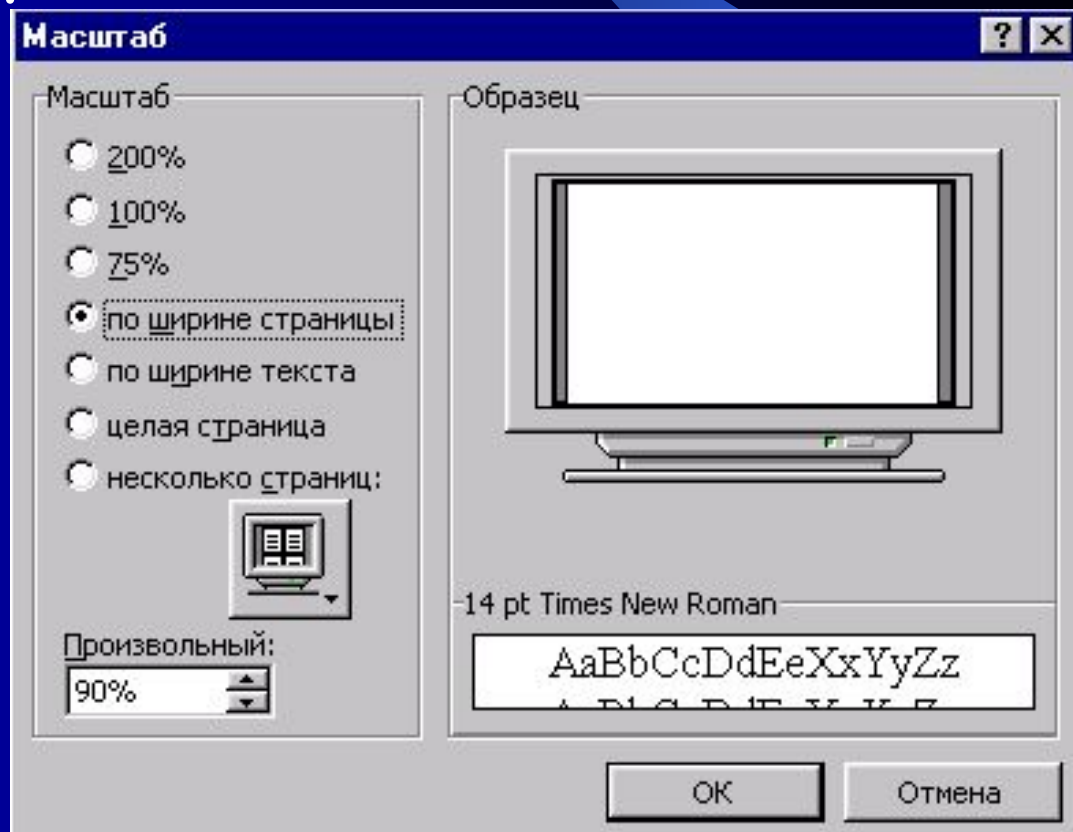 Масштаб
Масштаб
200%
100%
75%
по ширине страницы
по ширине текста
целая страница
несколько страниц:
Произвольный:
90%
Образец
14 pt Times New Roman
AaBbCcDdEeXxYyZz
ОК
Отмена